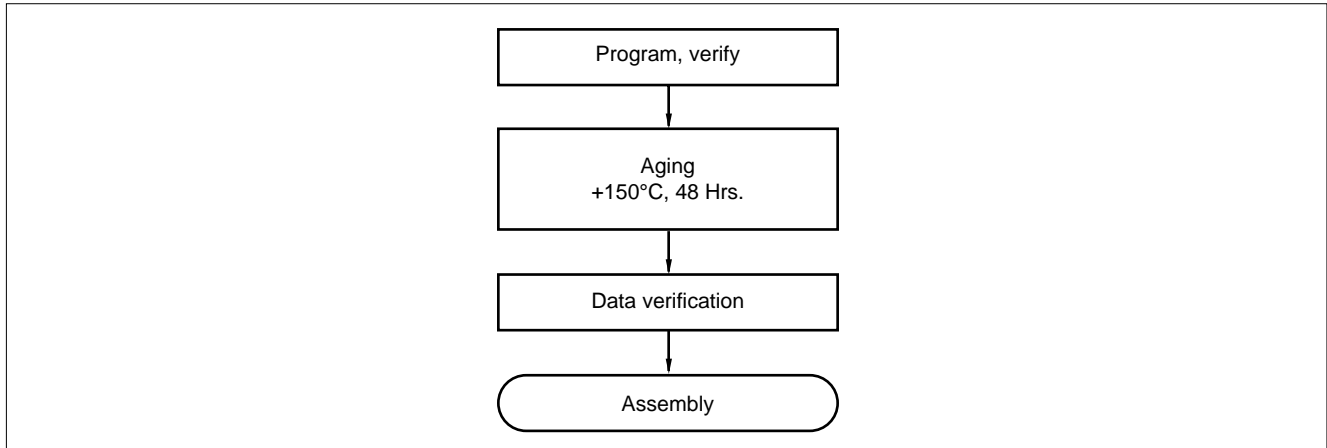 Program, verify
Aging
+150°C, 48 Hrs.
Data verification
Assembly